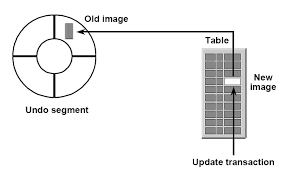 Old image
Table
New
image
Undo segment
Update transaction